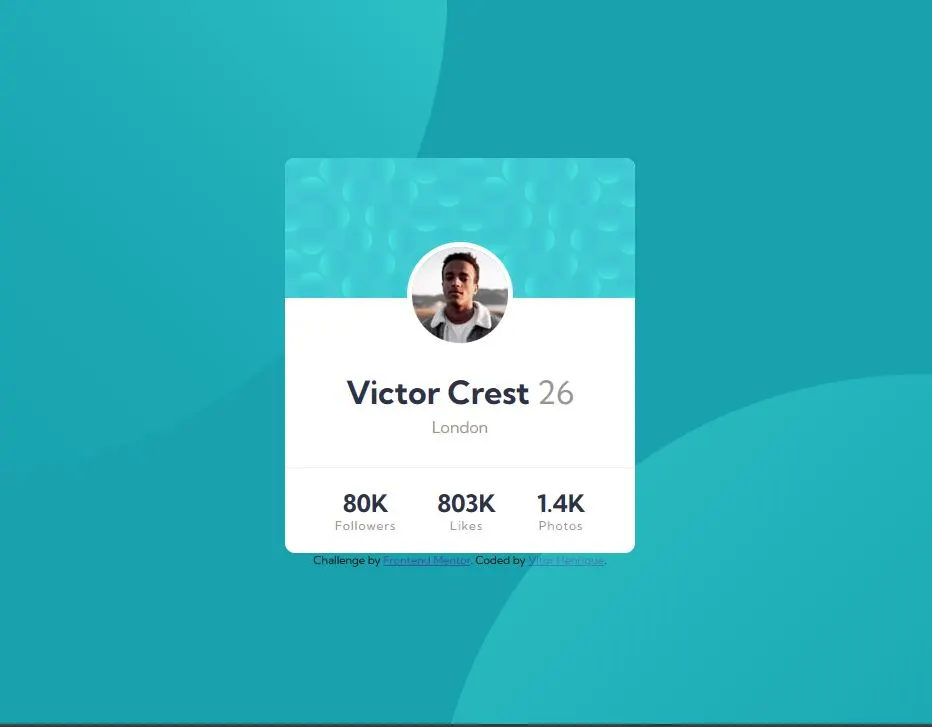 Victor Crest 26
London
80K 803K 1.4K
Followers Likes Photos
Challenge by Frontend Mentor. Coded by Vitor Henrique.